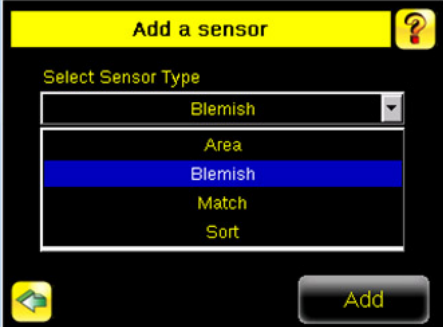 Add a sensor
?
Select Sensor Type
Blemish
Area
Blemish
Match
Sort
Add